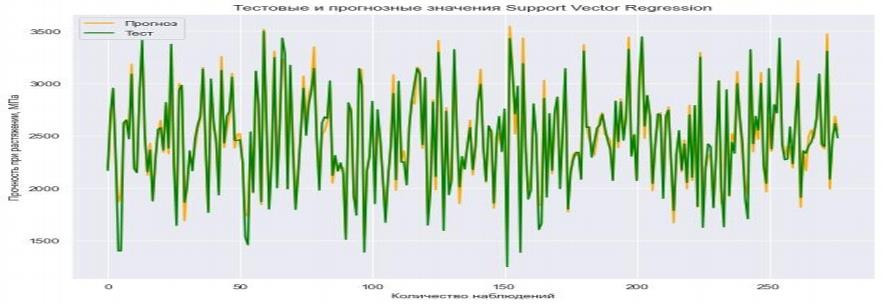 Тестовые и прогнозные значения Support Vector Regression
Прогноз
Тест
Прочность при растяжении, МПа
3500
3000
2500
2000
1500
0
50
100
150
200
250
Количество наблюдений